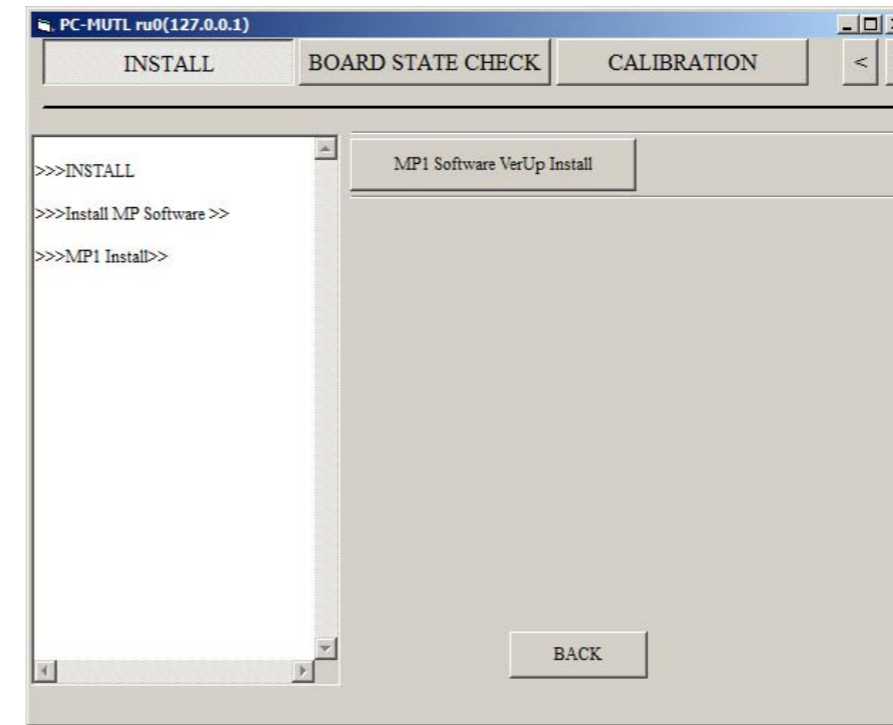 PC-MUTL ru0(127.0.0.1)
INSTALL
BOARD STATE CHECK
CALIBRATION
<
>>>INSTALL
>>>Install MP Software >>
>>>MP1 Install>>
MP1 Software VerUp Install
BACK